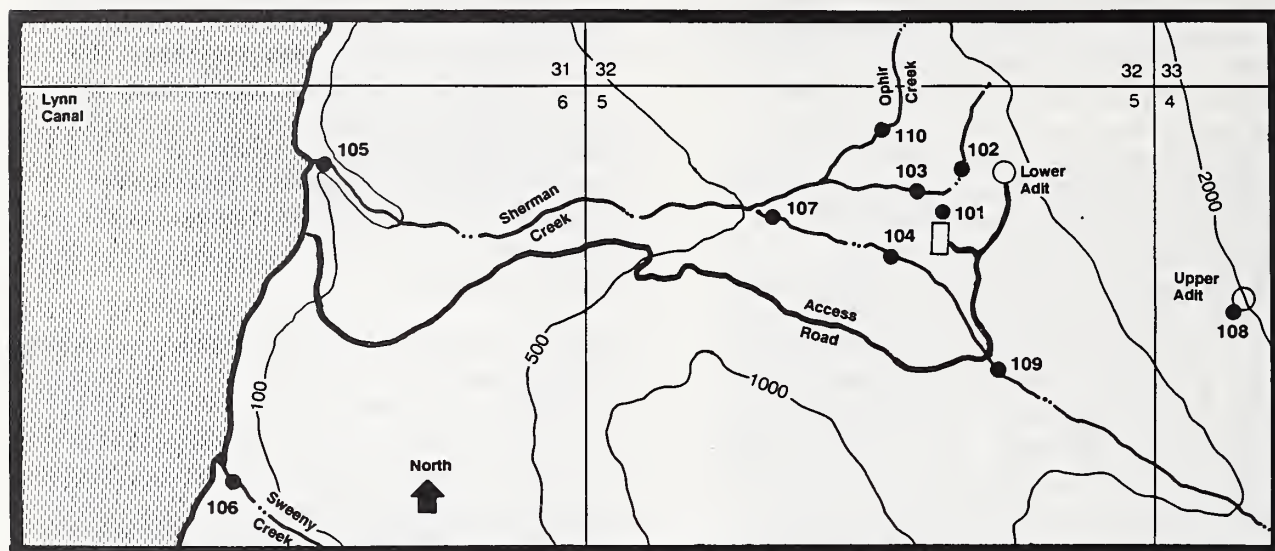 31 32
32 33
Lynn
Canal
6 5
5 4
Ophir
Creek
110
105
102
103
Lower
Adit
2000
Sherman
Creek
107
101
104
Upper
Adit
108
Access
Road
500
109
1000
100
North
106
Sweeny
Creek